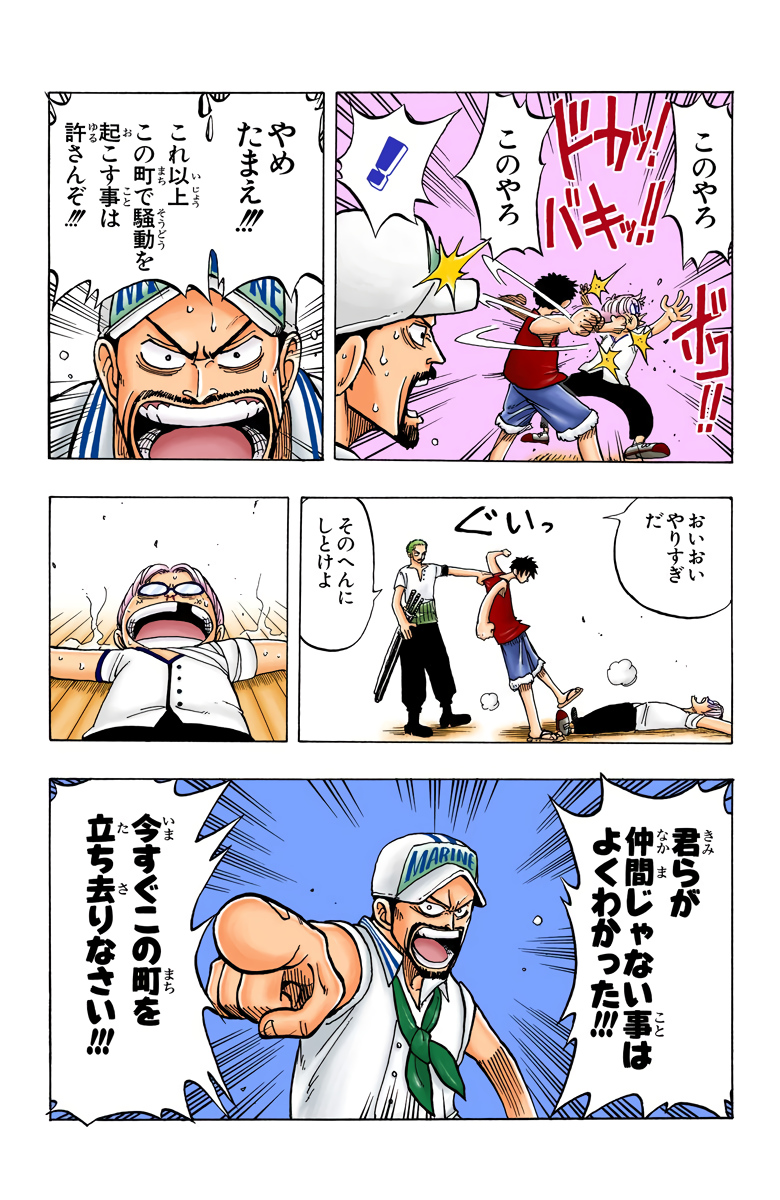 このやろ
ドカッ!
バキッ!!
このやろ
ボコ!!
!
やめ
たまえ!!!
これ以上
この町で騒動を
起こす事は
許さんぞ!!!
MARINE
おいおい
やりすぎ
だ
ぐいっ
そのへんに
しとけよ
君らが
仲間じゃない事は
よくわかった!!!
MARINE
今すぐこの町を
立ち去りなさい!!!